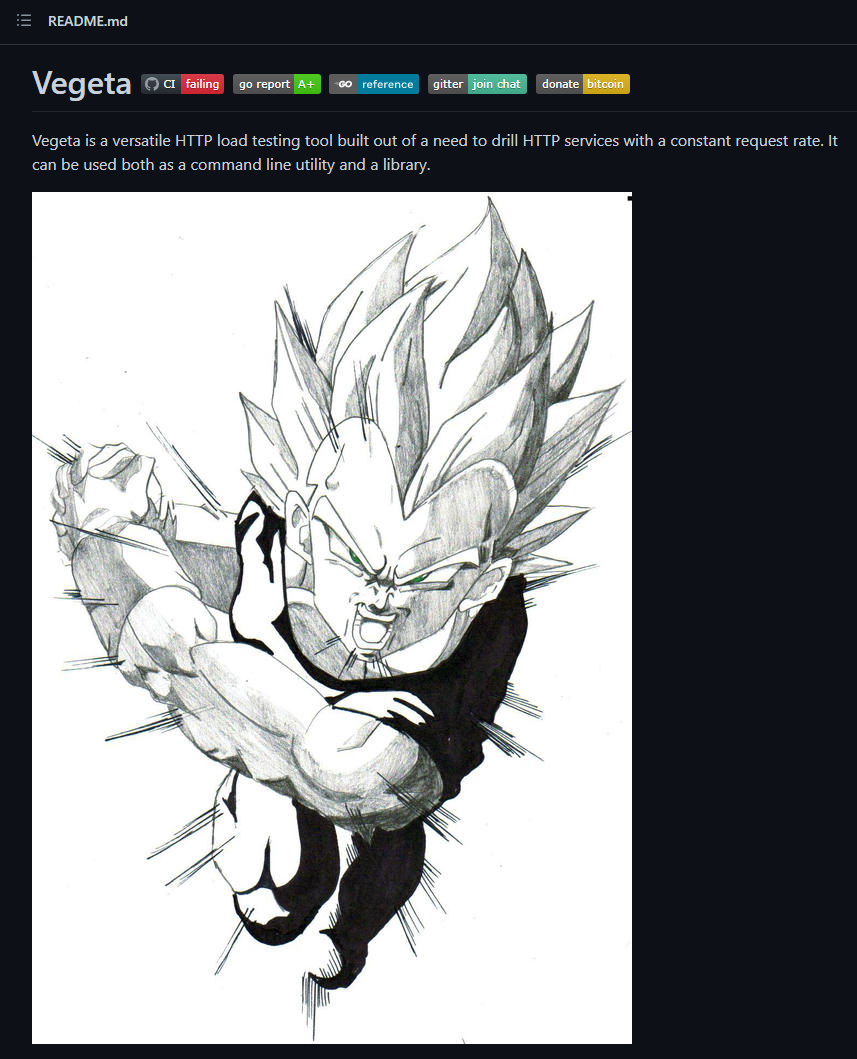 README.md
Vegeta CI failing go report A+ GO reference gitter join chat donate bitcoin
Vegeta is a versatile HTTP load testing tool built out of a need to drill HTTP services with a constant request rate. It
can be used both as a command line utility and a library.